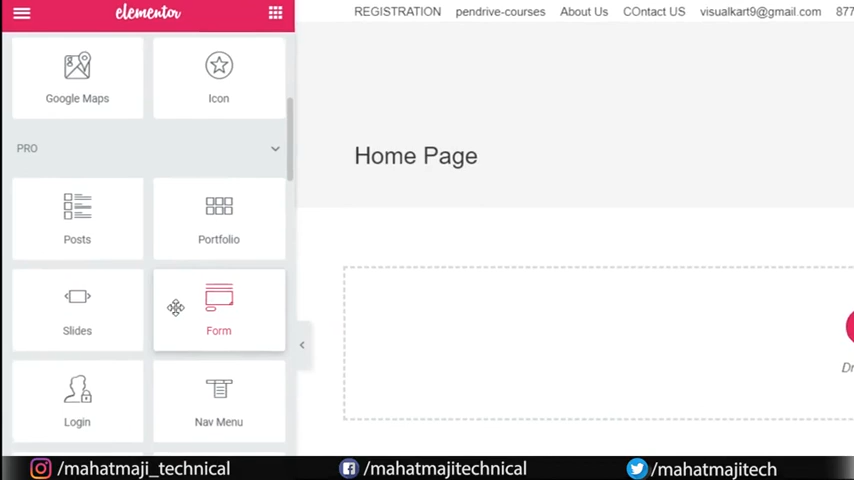 elementor
REGISTRATION pendrive-courses About Us COntact US visualkart9@gmail.com 877
Google Maps Icon
PRO
Home Page
Posts Portfolio
Slides Form
Login Nav Menu
/mahatmaji_technical /mahatmajitechnical /mahatmajitech